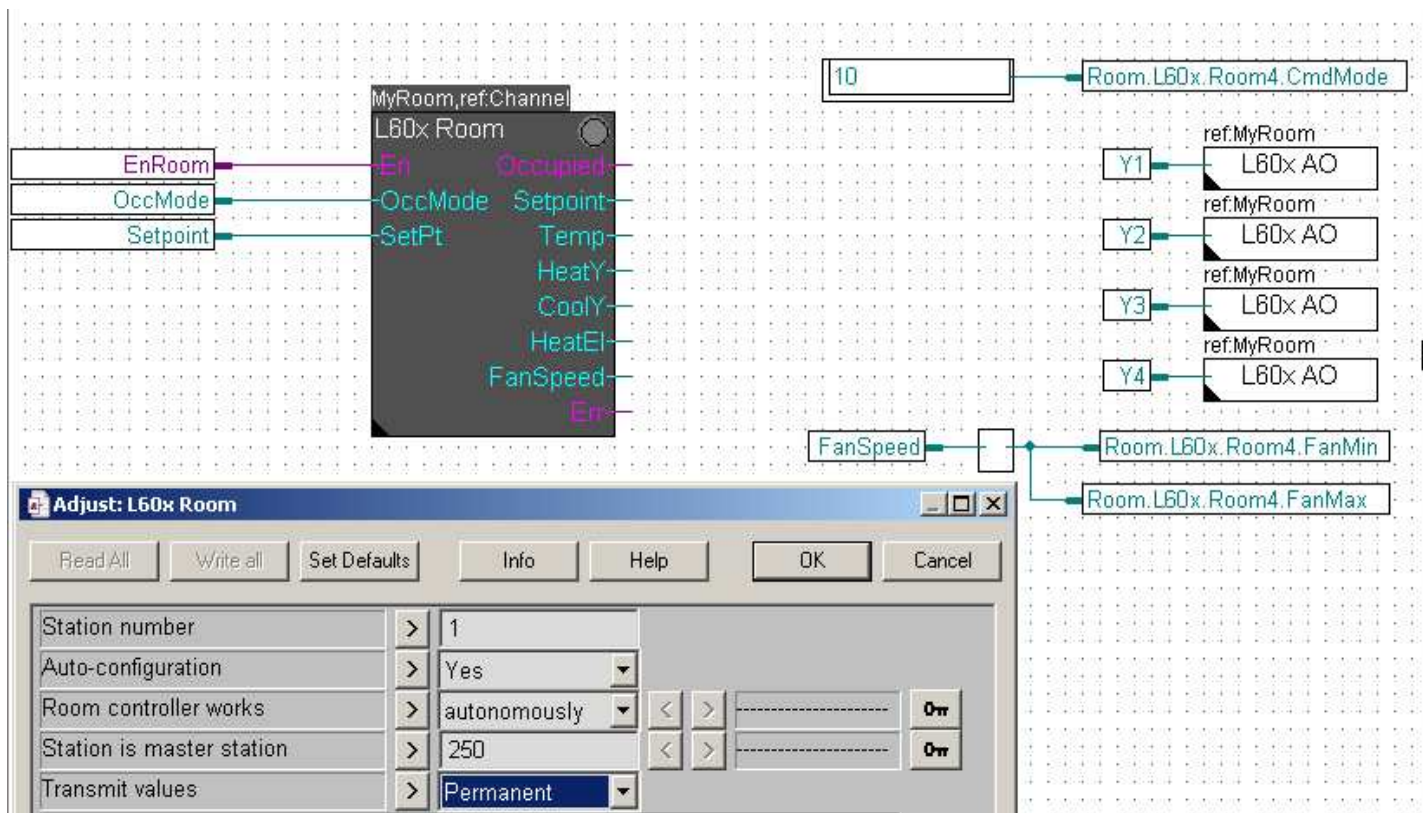 10
Room.L60x.Room4.CmdMode
MyRoom,ref:Channel
L60x Room
EnRoom
En
Occupied
OccMode
OccMode
Setpoint
Setpoint
SetPt
Temp
HeatY
CoolY
HeatEl
FanSpeed
Err
ref:MyRoom
Y1
L60x AO
ref:MyRoom
Y2
L60x AO
ref:MyRoom
Y3
L60x AO
ref:MyRoom
Y4
L60x AO
FanSpeed
Room.L60x.Room4.FanMin
Room.L60x.Room4.FanMax
Adjust: L60x Room
Read All
Write all
Set Defaults
Info
Help
OK
Cancel
Station number > 1
Auto-configuration > Yes
Room controller works > autonomously < > --------------------
Station is master station > 250 < > --------------------
Transmit values > Permanent